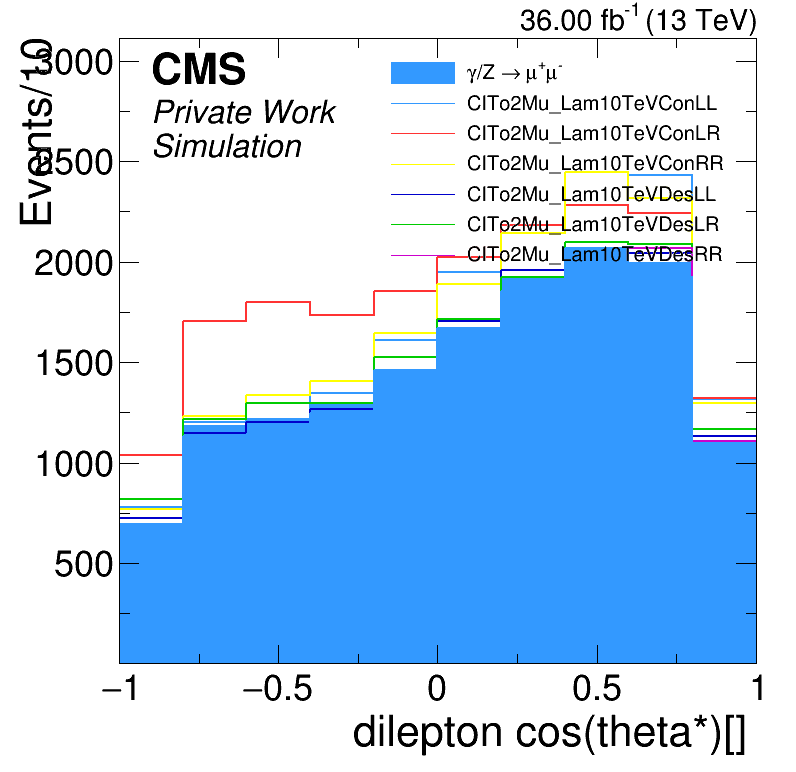 36.00 fb-1 (13 TeV)
Events/10
CMS
Private Work
Simulation
γ/Z → μ+μ-
CITo2Mu_Lam10TeVConLL
CITo2Mu_Lam10TeVConLR
CITo2Mu_Lam10TeVConRR
CITo2Mu_Lam10TeVDesLL
CITo2Mu_Lam10TeVDesLR
CITo2Mu_Lam10TeVDesRR
3000
2500
2000
1500
1000
500
−1 −0.5 0 0.5 1
dilepton cos(theta*)[]